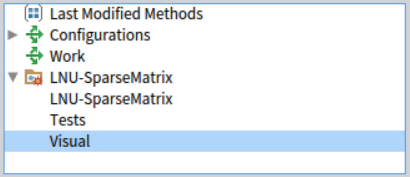 Last Modified Methods
Configurations
Work
LNU-SparseMatrix
LNU-SparseMatrix
Tests
Visual